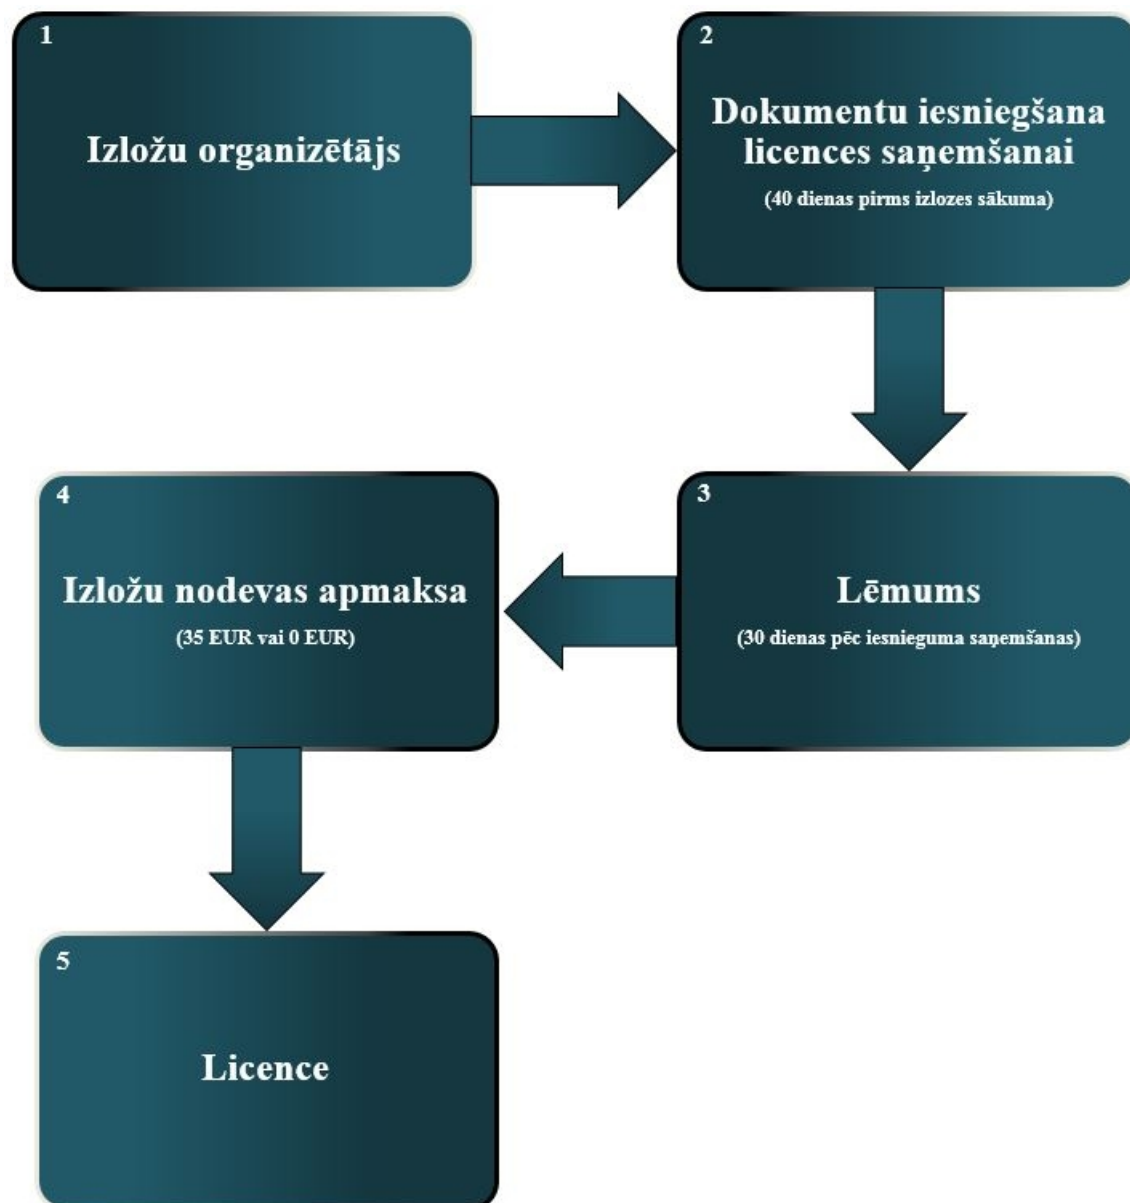 1
Izložu organizētājs
2
Dokumentu iesniegšana
licences saņemšanai
(40 dienas pirms izlozes sākuma)
3
Lēmums
(30 dienas pēc iesnieguma saņemšanas)
4
Izložu nodevas apmaksa
(35 EUR vai 0 EUR)
5
Licence